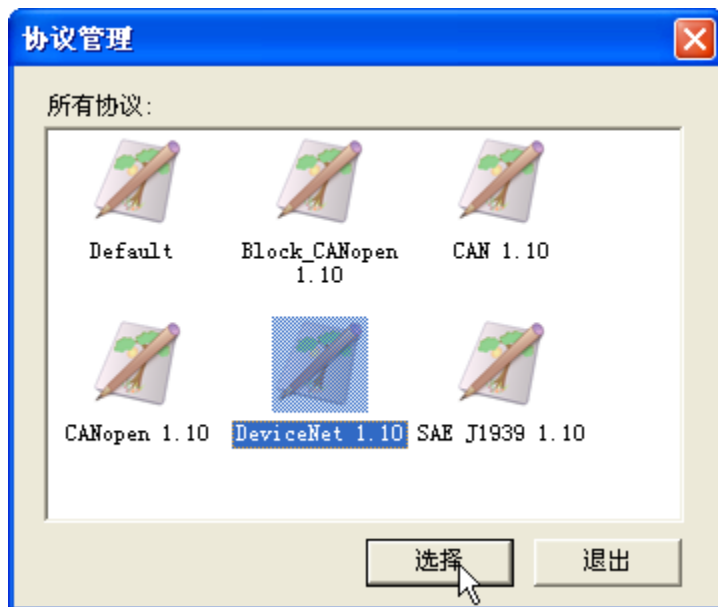 协议管理
所有协议:
Default
Block_CANopen
1.10
CAN 1.10
CANopen 1.10
DeviceNet 1.10
SAE J1939 1.10
选择
退出